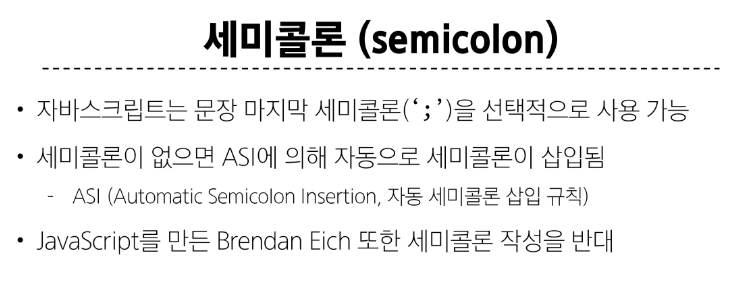 세미콜론 (semicolon)
• 자바스크립트는 문장 마지막 세미콜론(‘;’)을 선택적으로 사용 가능
• 세미콜론이 없으면 ASI에 의해 자동으로 세미콜론이 삽입됨
- ASI (Automatic Semicolon Insertion, 자동 세미콜론 삽입 규칙)
• JavaScript를 만든 Brendan Eich 또한 세미콜론 작성을 반대